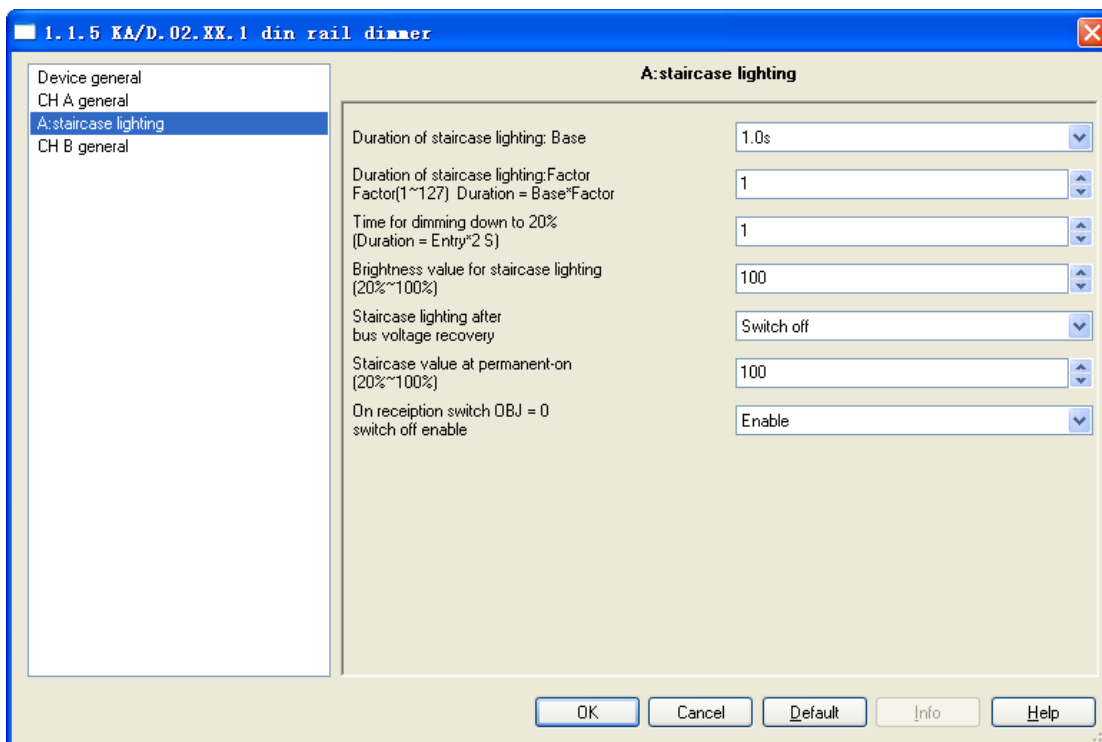 1.1.5 KA/D.02.XX.1 din rail dimmer
Device general
CH A general
A:staircase lighting
CH B general
A:staircase lighting
Duration of staircase lighting: Base
1.0s
Duration of staircase lighting:Factor
Factor(1~127) Duration = Base*Factor
1
Time for dimming down to 20%
(Duration = Entry*2 S)
1
Brightness value for staircase lighting
(20%~100%)
100
Staircase lighting after
bus voltage recovery
Switch off
Staircase value at permanent-on
(20%~100%)
100
On receiption switch OBJ = 0
switch off enable
Enable
OK
Cancel
Default
Info
Help